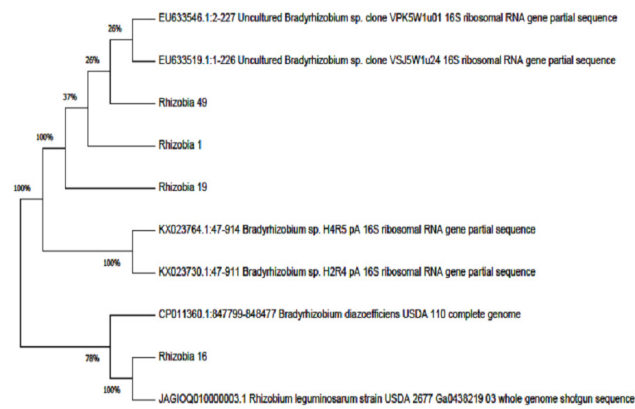 EU633546.1:2-227 Uncultured Bradyrhizobium sp. clone VPK5W1u01 16S ribosomal RNA gene partial sequence
26%
EU633519.1:1-226 Uncultured Bradyrhizobium sp. clone VSJ5W1u24 16S ribosomal RNA gene partial sequence
26%
Rhizobia 49
37%
Rhizobia 1
100%
Rhizobia 19
100%
KX023764.1:47-914 Bradyrhizobium sp. H4R5 pA 16S ribosomal RNA gene partial sequence
100%
KX023730.1:47-911 Bradyrhizobium sp. H2R4 pA 16S ribosomal RNA gene partial sequence
CP011360.1:847799-848477 Bradyrhizobium diazoefficiens USDA 110 complete genome
78%
Rhizobia 16
100%
JAGIOQ010000003.1 Rhizobium leguminosarum strain USDA 2677 Ga0438219 03 whole genome shotgun sequence